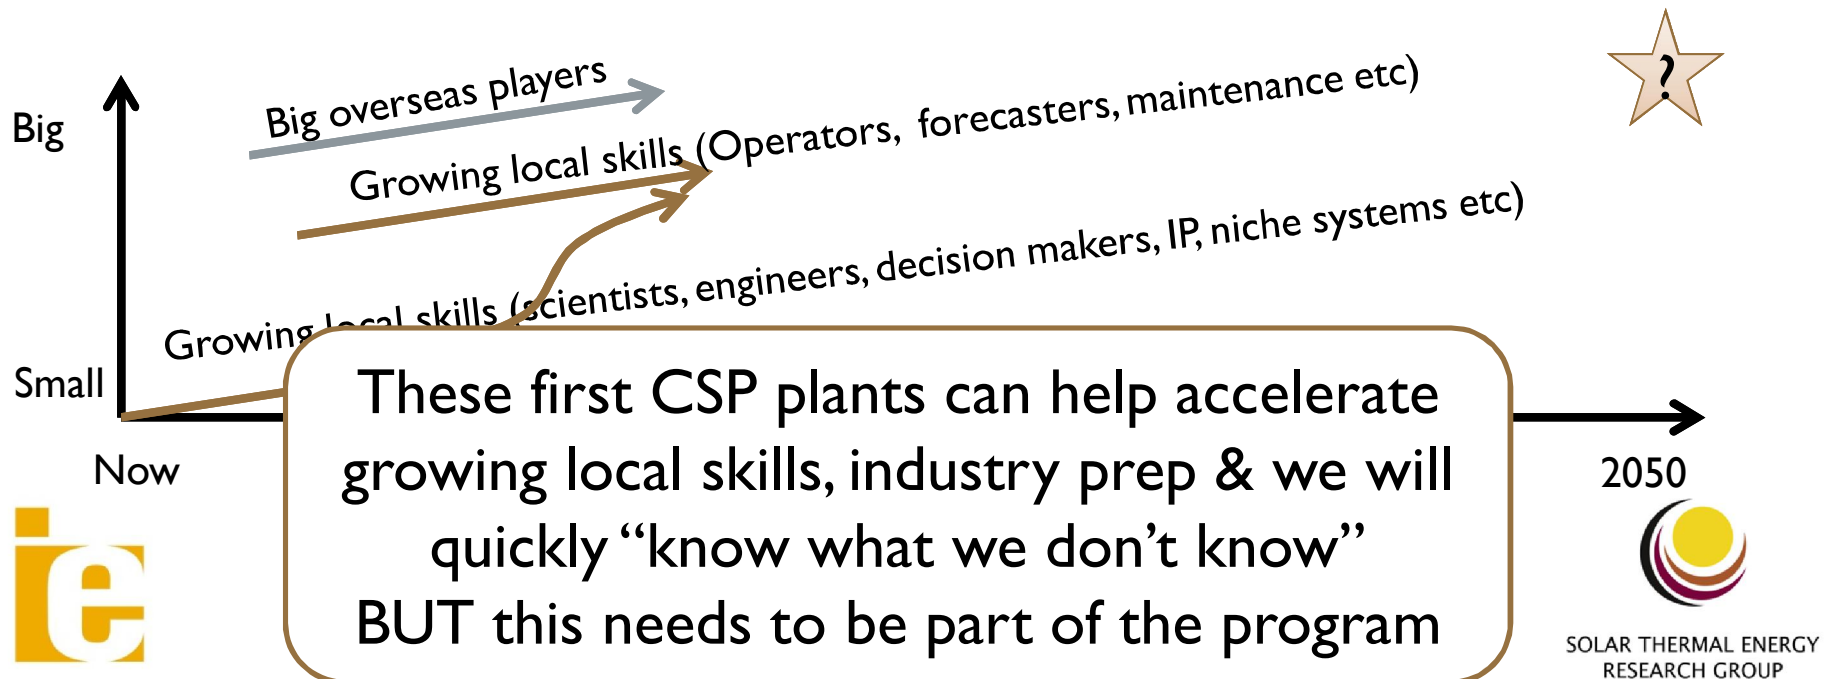 Big overseas players
?
Big
Growing local skills (Operators, forecasters, maintenance etc)
Growing local skills (scientists, engineers, decision makers, IP, niche systems etc)
Small
These first CSP plants can help accelerate
growing local skills, industry prep & we will
quickly “know what we don’t know”
BUT this needs to be part of the program
Now
2050
ie
SOLAR THERMAL ENERGY
RESEARCH GROUP